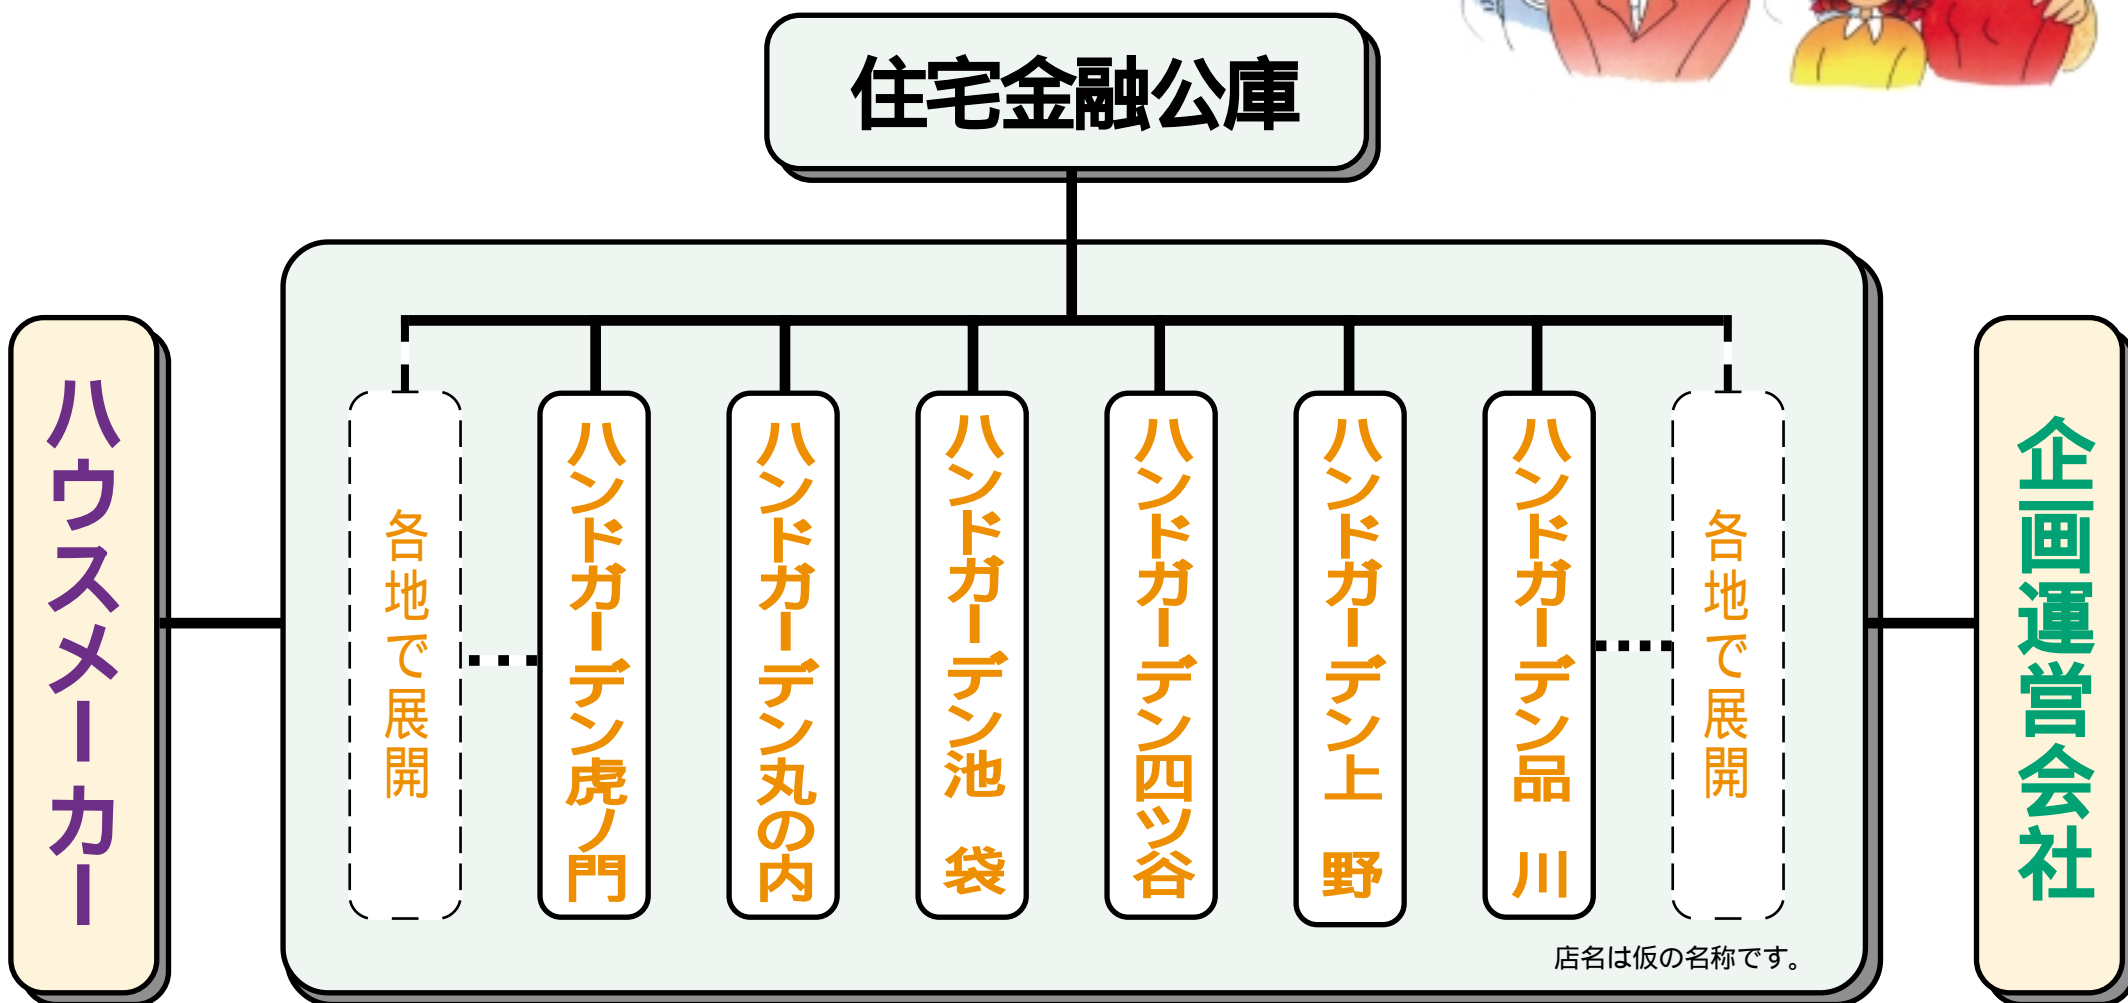 住宅金融公庫
ハウスメーカー
各地で展開
ハンドガーデン虎ノ門
ハンドガーデン丸の内
ハンドガーデン池　袋
ハンドガーデン四ツ谷
ハンドガーデン上　野
ハンドガーデン品　川
各地で展開
企画運営会社
店名は仮の名称です。